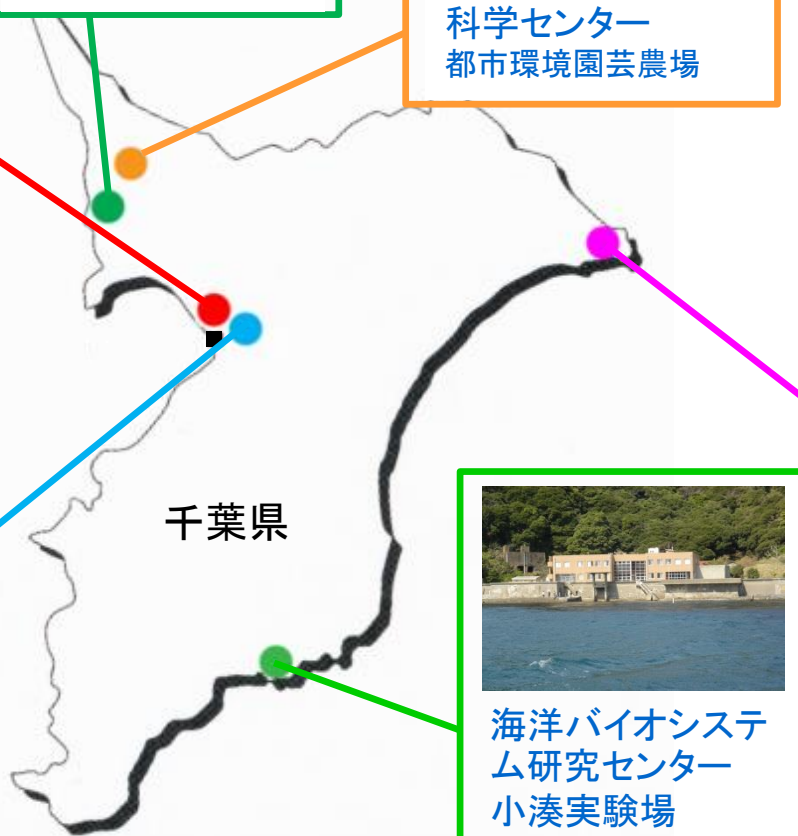 科学センター
都市環境園芸農場
千葉県
海洋バイオシステ
ム研究センター
小湊実験場